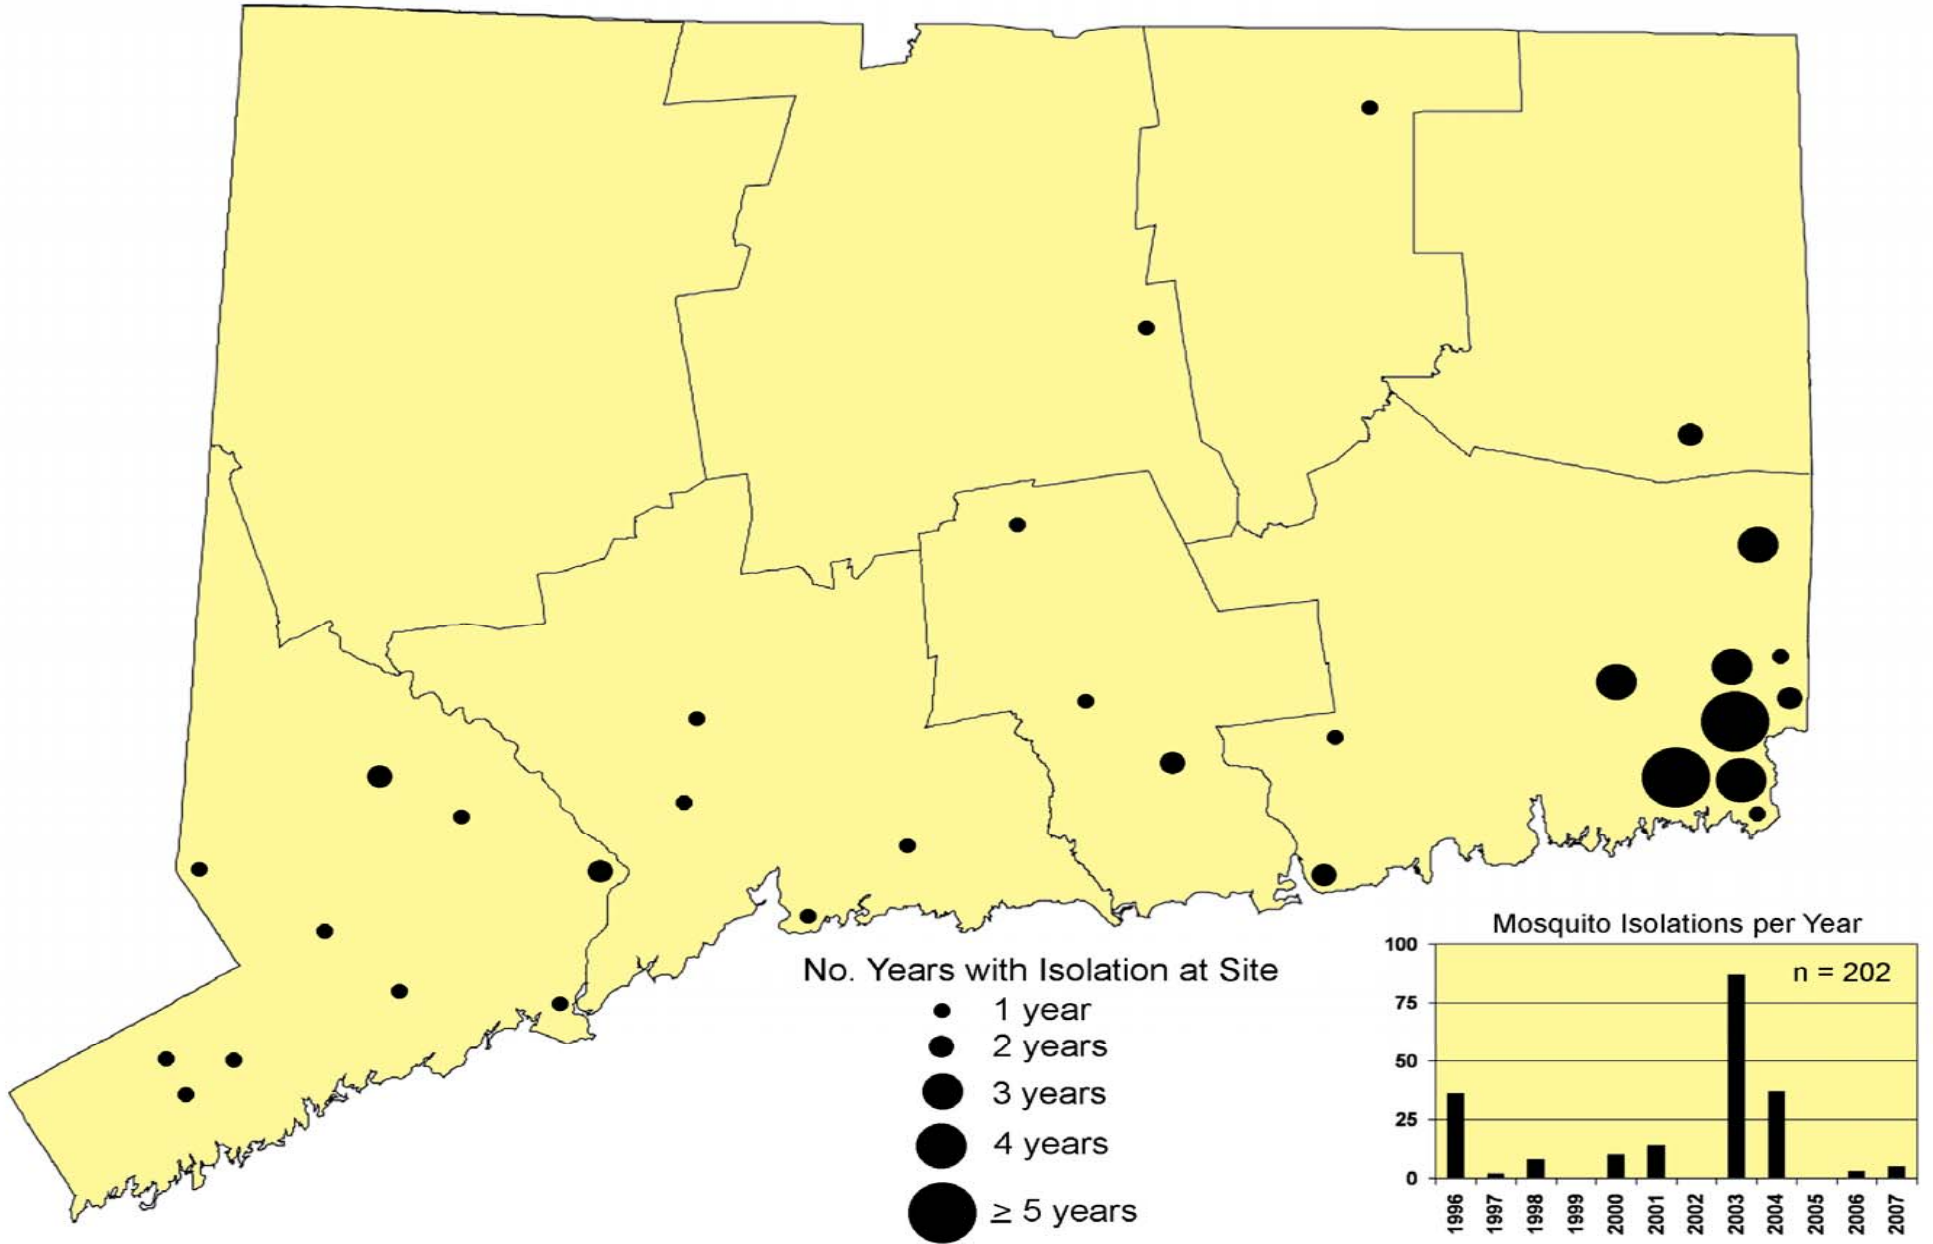 No. Years with Isolation at Site
1 year
2 years
3 years
4 years
≥ 5 years
Mosquito Isolations per Year
n = 202
100
75
50
25
0
1996
1997
1998
1999
2000
2001
2002
2003
2004
2005
2006
2007